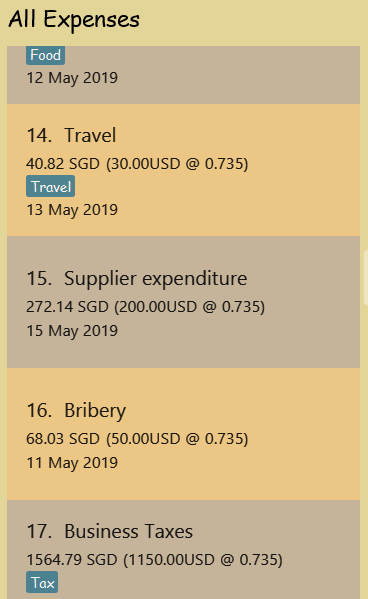 All Expenses
Food
12 May 2019
14. Travel
40.82 SGD (30.00USD @ 0.735)
Travel
13 May 2019
15. Supplier expenditure
272.14 SGD (200.00USD @ 0.735)
15 May 2019
16. Bribery
68.03 SGD (50.00USD @ 0.735)
11 May 2019
17. Business Taxes
1564.79 SGD (1150.00USD @ 0.735)
Tax